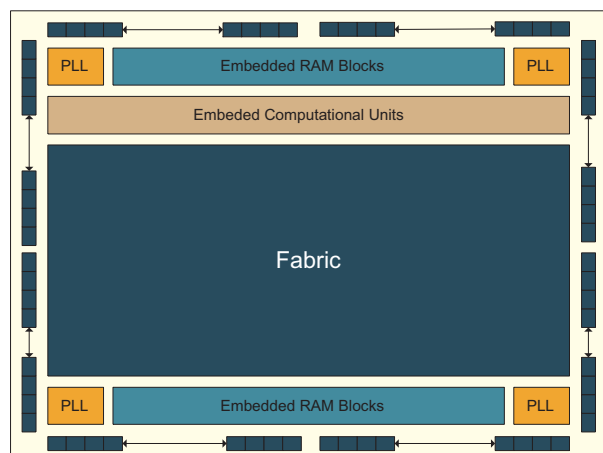 PLL
Embedded RAM Blocks
PLL
Embeded Computational Units
Fabric
PLL
Embedded RAM Blocks
PLL